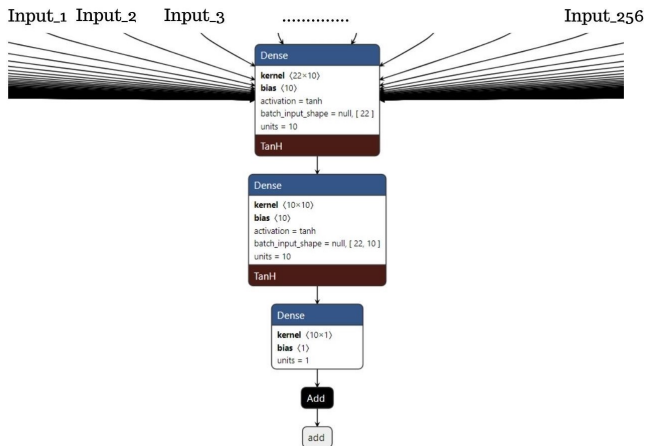 Input_1 Input_2 Input_3 .............. Input_256
Dense
kernel ⟨22×10⟩
bias ⟨10⟩
activation = tanh
batch_input_shape = null, [ 22 ]
units = 10
TanH
Dense
kernel ⟨10×10⟩
bias ⟨10⟩
activation = tanh
batch_input_shape = null, [ 22, 10 ]
units = 10
TanH
Dense
kernel ⟨10×1⟩
bias ⟨1⟩
units = 1
Add
add